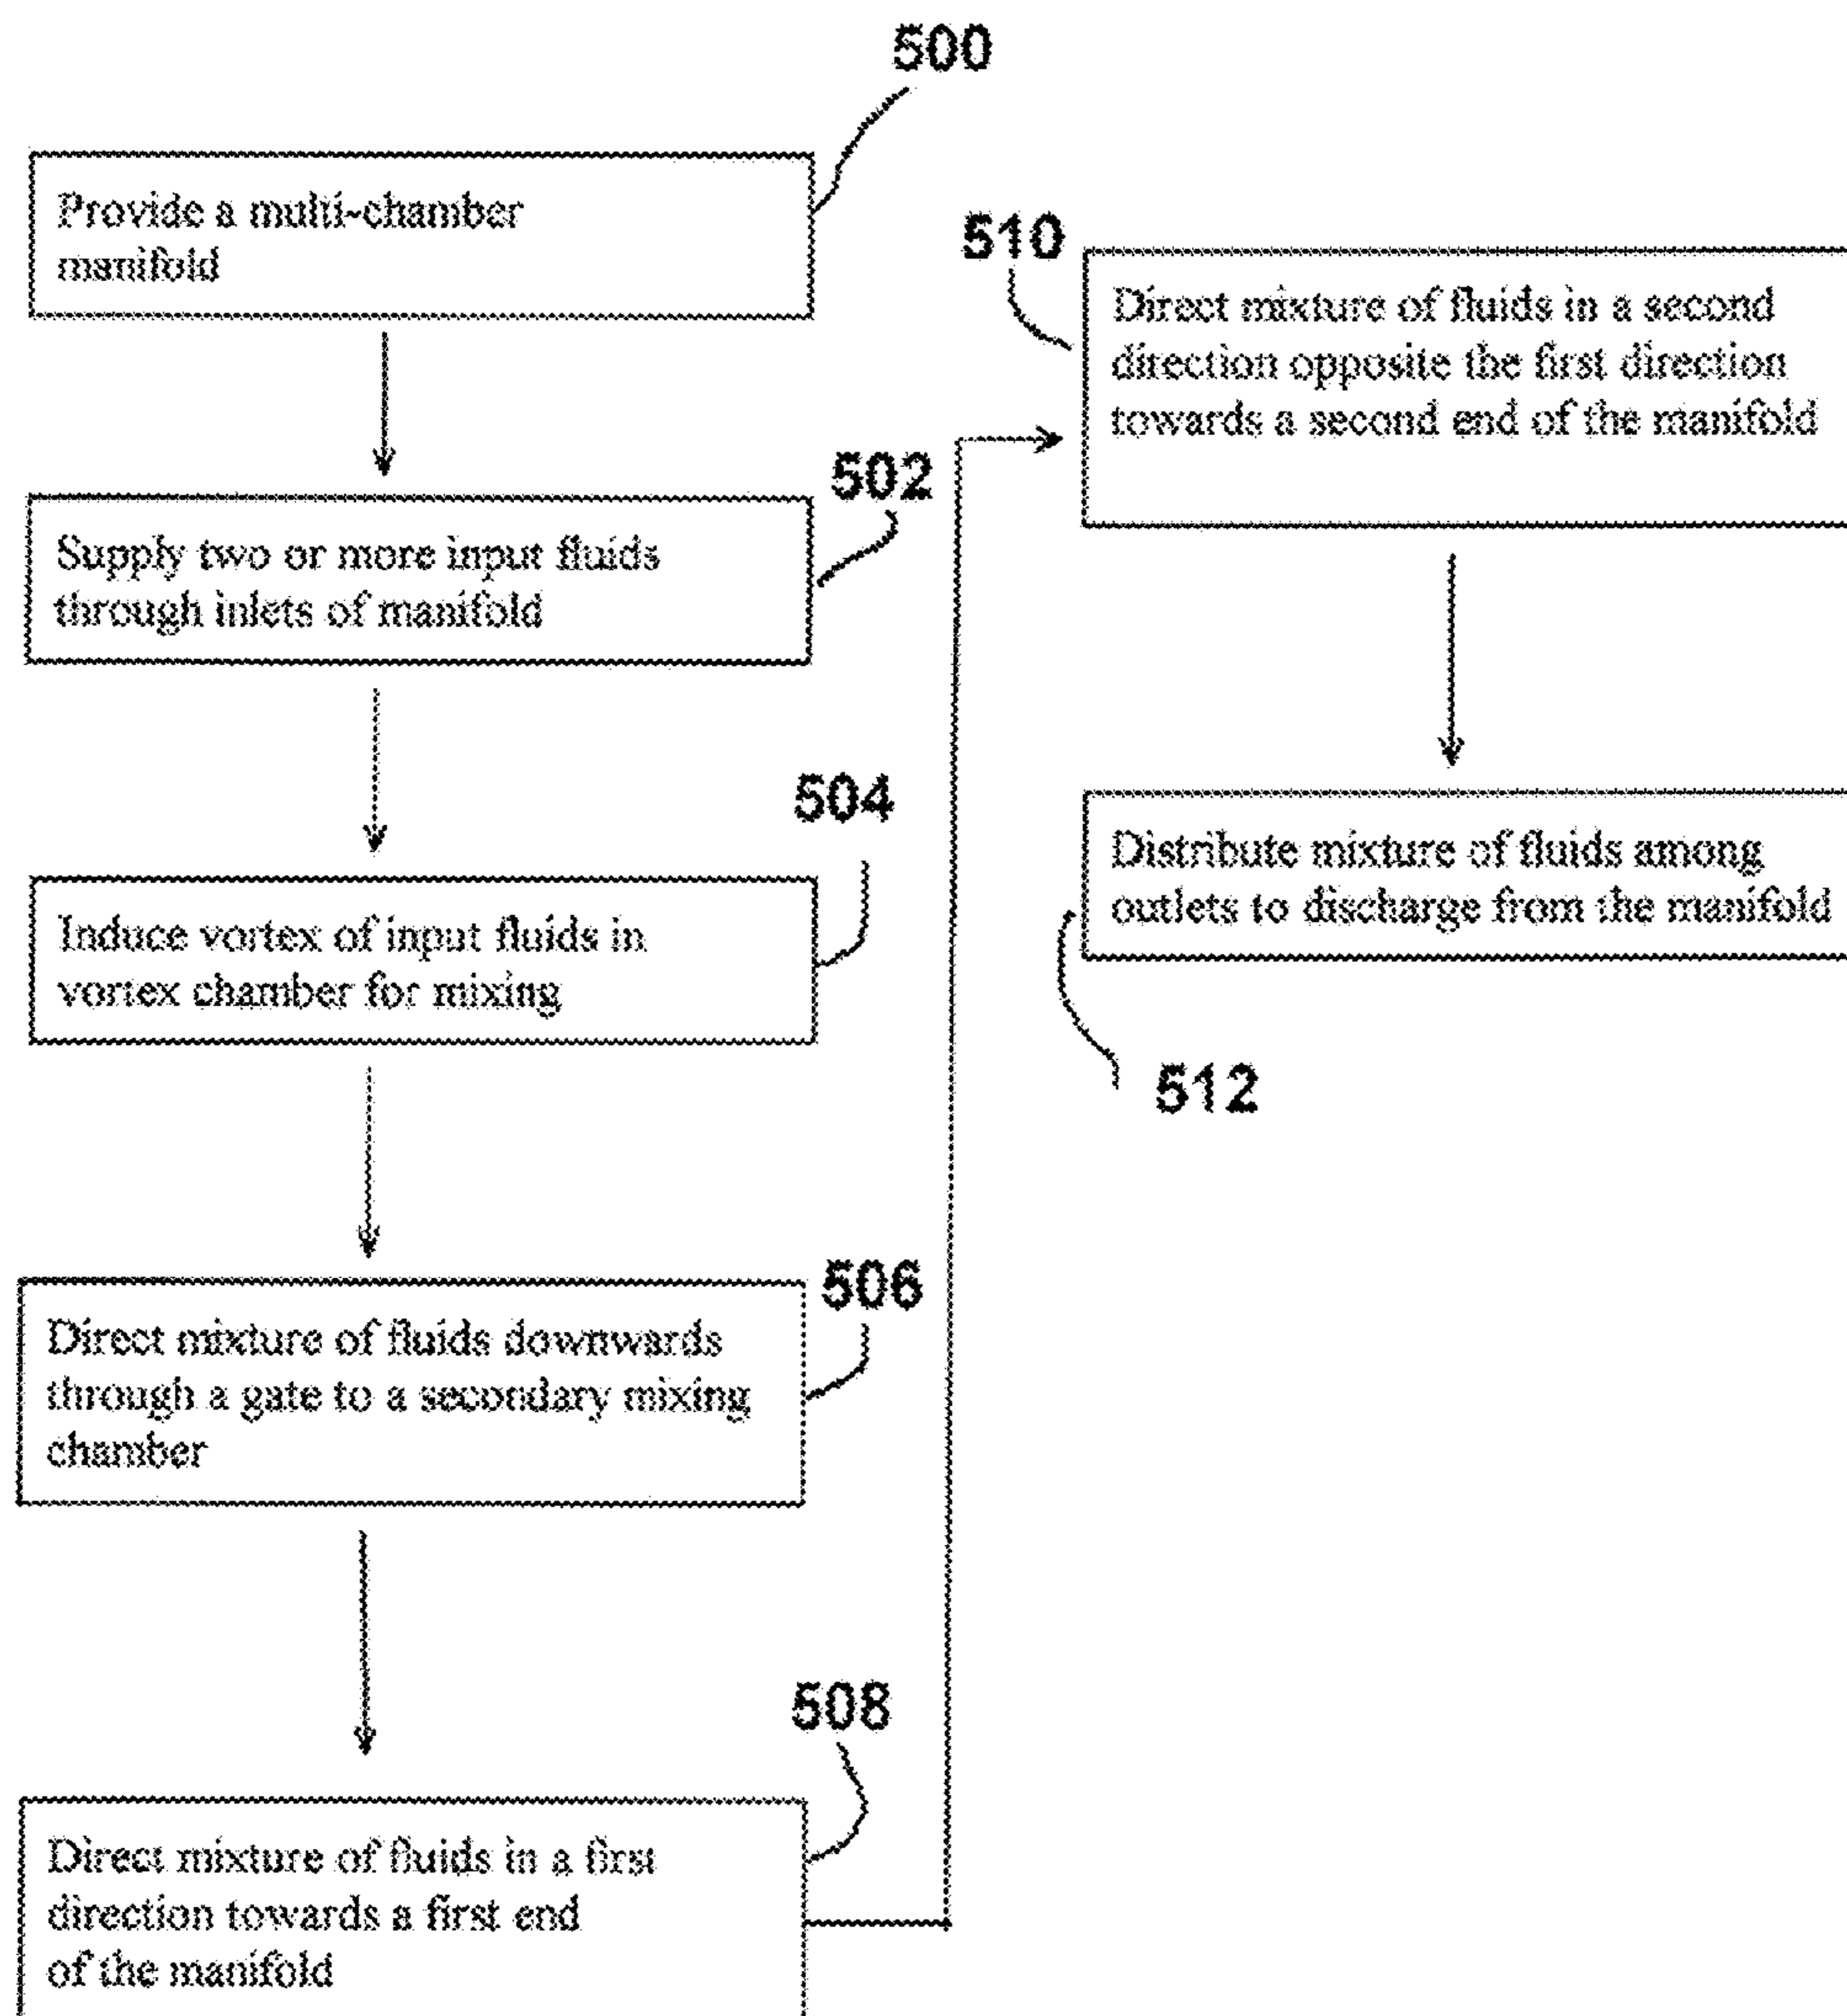 500
Provide a multi-chamber
manifold
502
Supply two or more input fluids
through inlets of manifold
504
Induce vortex of input fluids in
vortex chamber for mixing
506
Direct mixture of fluids downwards
through a gate to a secondary mixing
chamber
508
Direct mixture of fluids in a first
direction towards a first end
of the manifold
510
Direct mixture of fluids in a second
direction opposite the first direction
towards a second end of the manifold
Distribute mixture of fluids among
outlets to discharge from the manifold
512